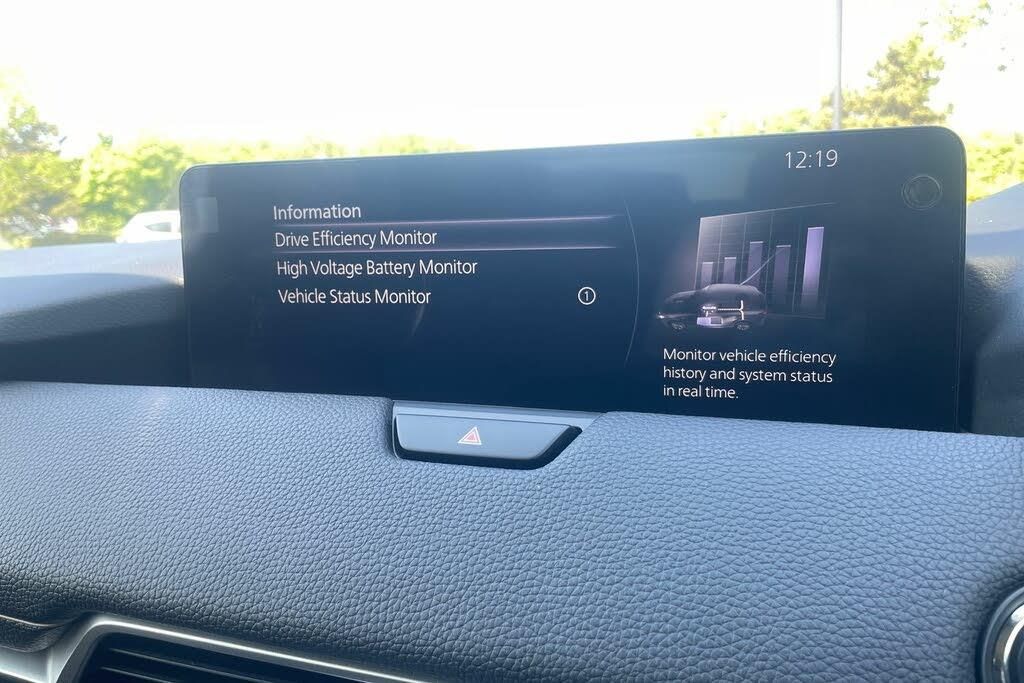 12:19
Information
Drive Efficiency Monitor
High Voltage Battery Monitor
Vehicle Status Monitor 1
Monitor vehicle efficiency
history and system status
in real time.